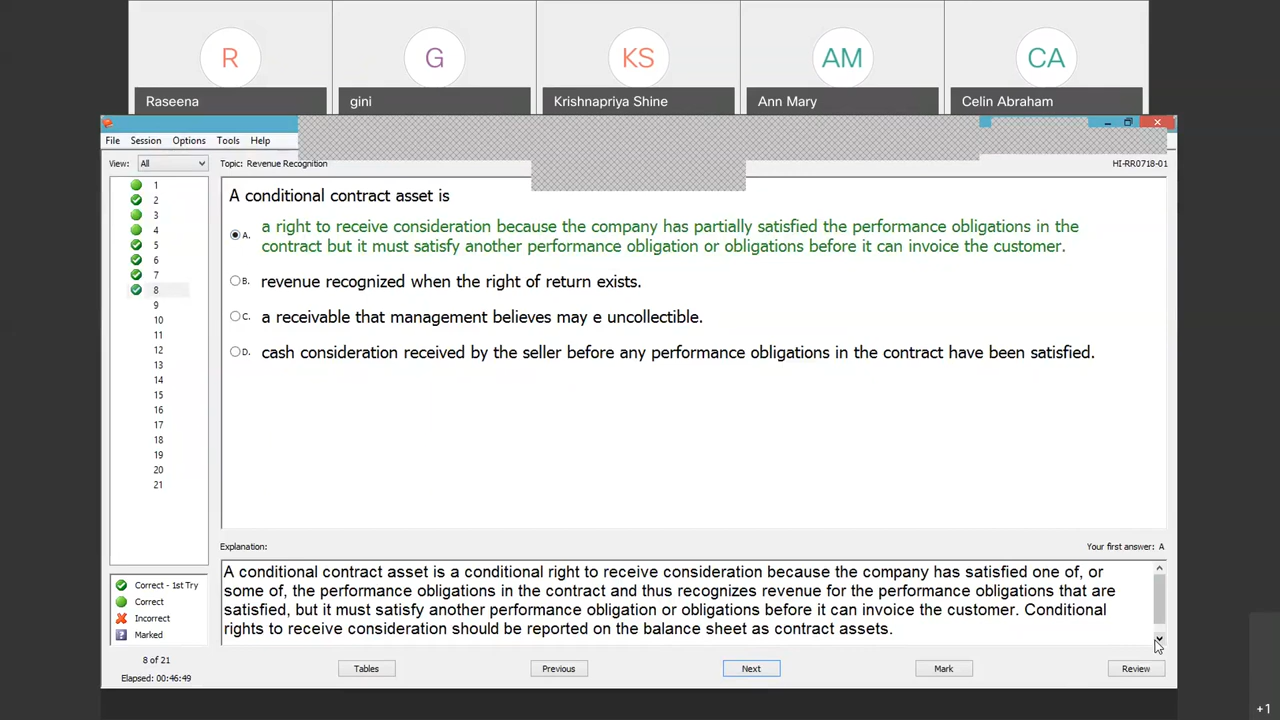 R G KS AM CA
Raseena gini Krishnapriya Shine Ann Mary Celin Abraham
File Session Options Tools Help
View: All Topic: Revenue Recognition HI-RR0718-01
A conditional contract asset is
A. a right to receive consideration because the company has partially satisfied the performance obligations in the
contract but it must satisfy another performance obligation or obligations before it can invoice the customer.
B. revenue recognized when the right of return exists.
C. a receivable that management believes may e uncollectible.
D. cash consideration received by the seller before any performance obligations in the contract have been satisfied.
1
2
3
4
5
6
7
8
9
10
11
12
13
14
15
16
17
18
19
20
21
Explanation: Your first answer: A
A conditional contract asset is a conditional right to receive consideration because the company has satisfied one of, or
some of, the performance obligations in the contract and thus recognizes revenue for the performance obligations that are
satisfied, but it must satisfy another performance obligation or obligations before it can invoice the customer. Conditional
rights to receive consideration should be reported on the balance sheet as contract assets.
Correct - 1st Try
Correct
Incorrect
? Marked
8 of 21
Elapsed: 00:46:49
Tables Previous Next Mark Review
+1